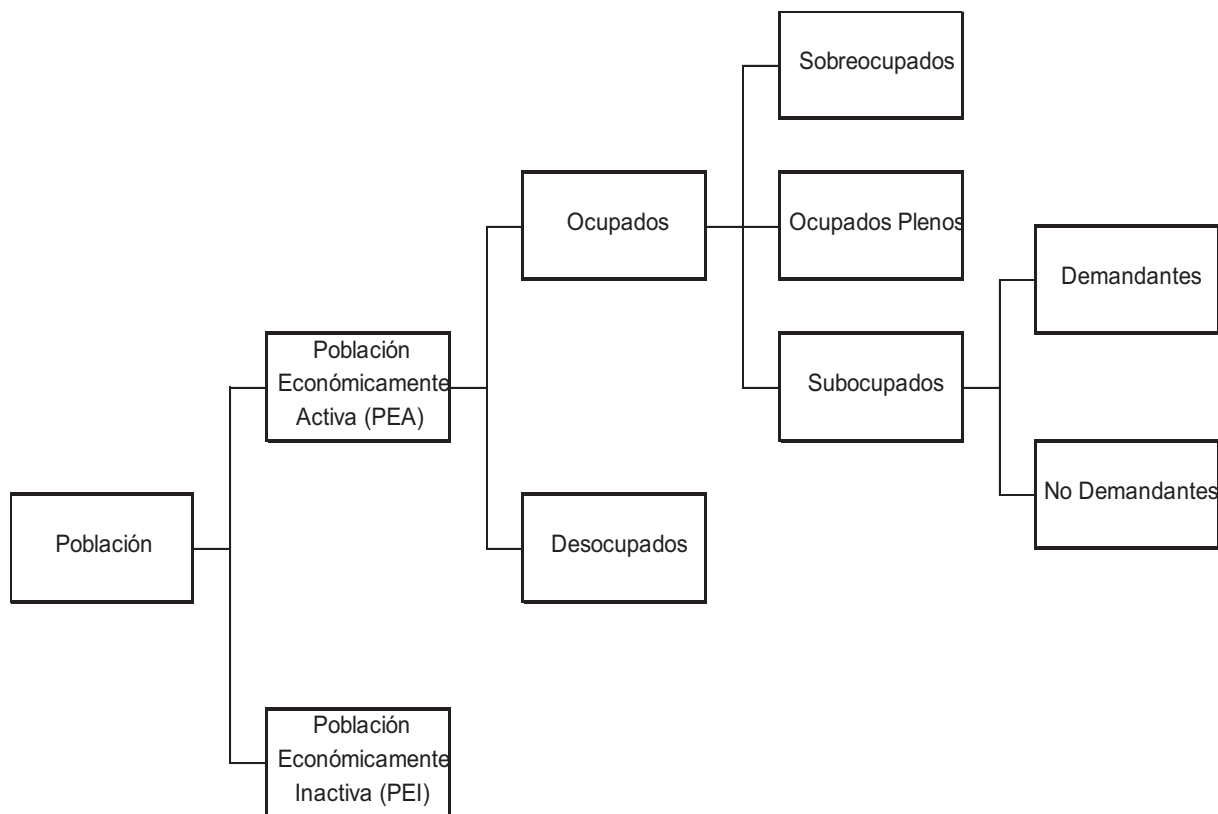 Sobreocupados
Ocupados
Ocupados Plenos
Demandantes
Población
Económicamente
Activa (PEA)
Subocupados
No Demandantes
Población
Desocupados
Población
Económicamente
Inactiva (PEI)